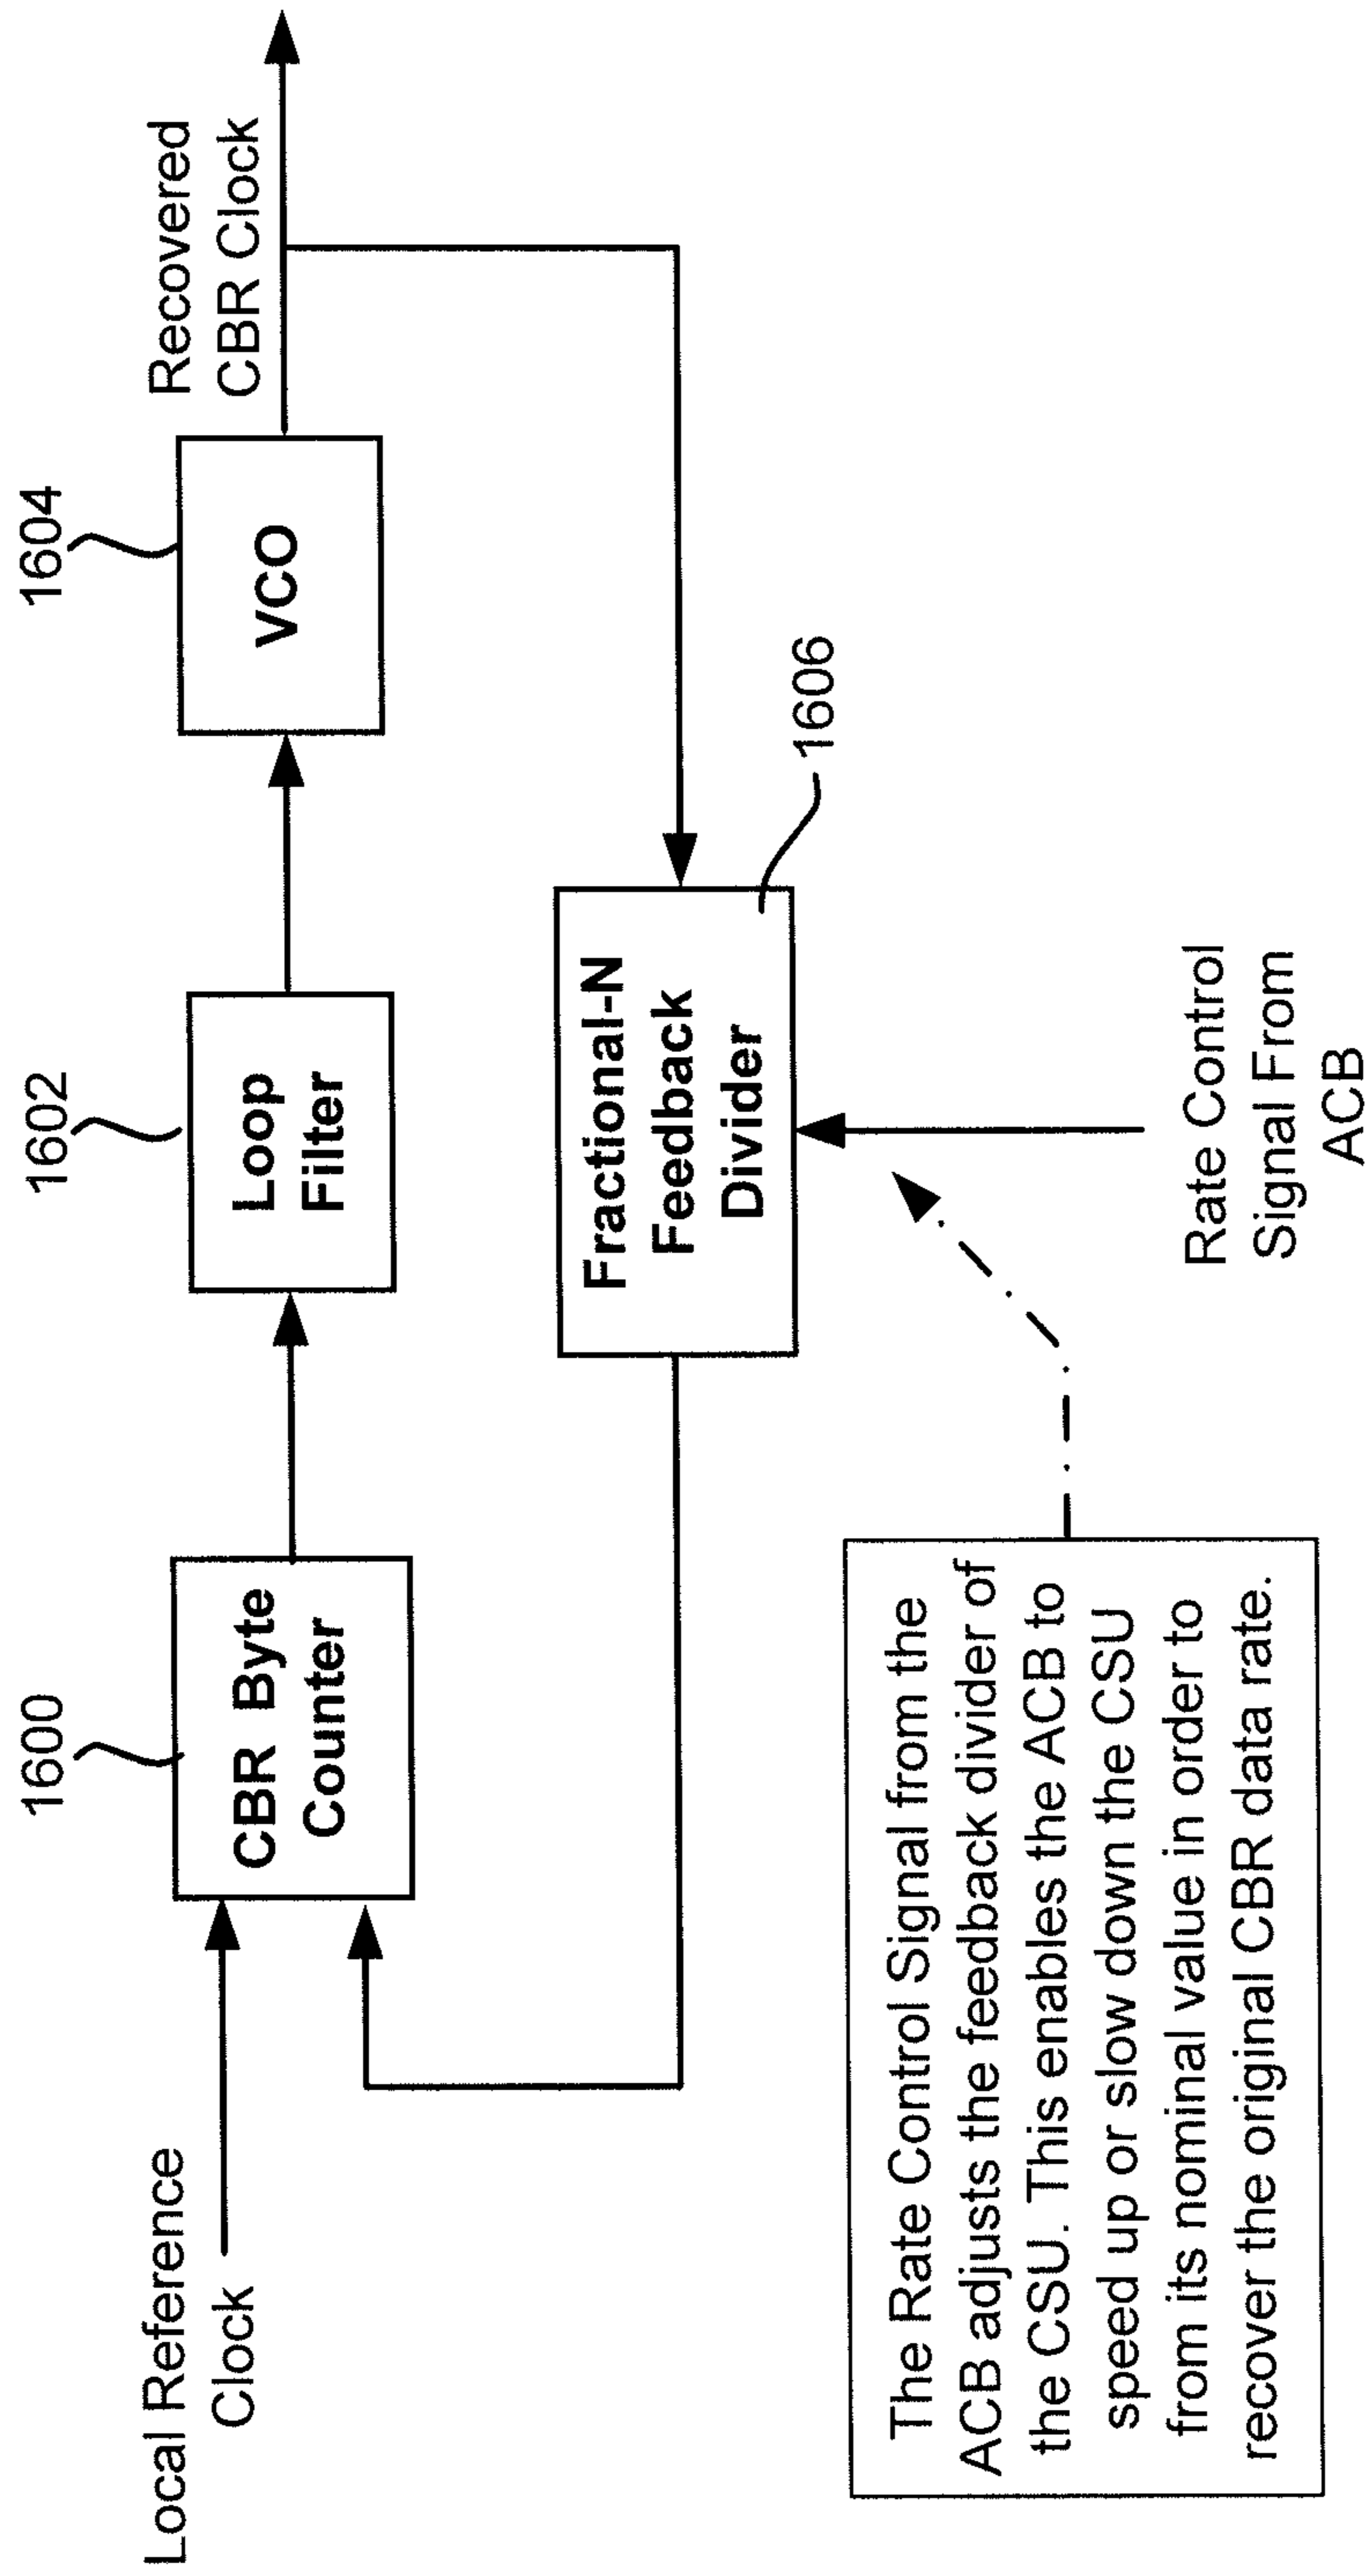 Local Reference
Clock
1600
CBR Byte
Counter
1602
Loop
Filter
1604
VCO
Recovered
CBR Clock
Fractional-N
Feedback
Divider
1606
The Rate Control Signal from the
ACB adjusts the feedback divider of
the CSU. This enables the ACB to
speed up or slow down the CSU
from its nominal value in order to
recover the original CBR data rate.
Rate Control
Signal From
ACB